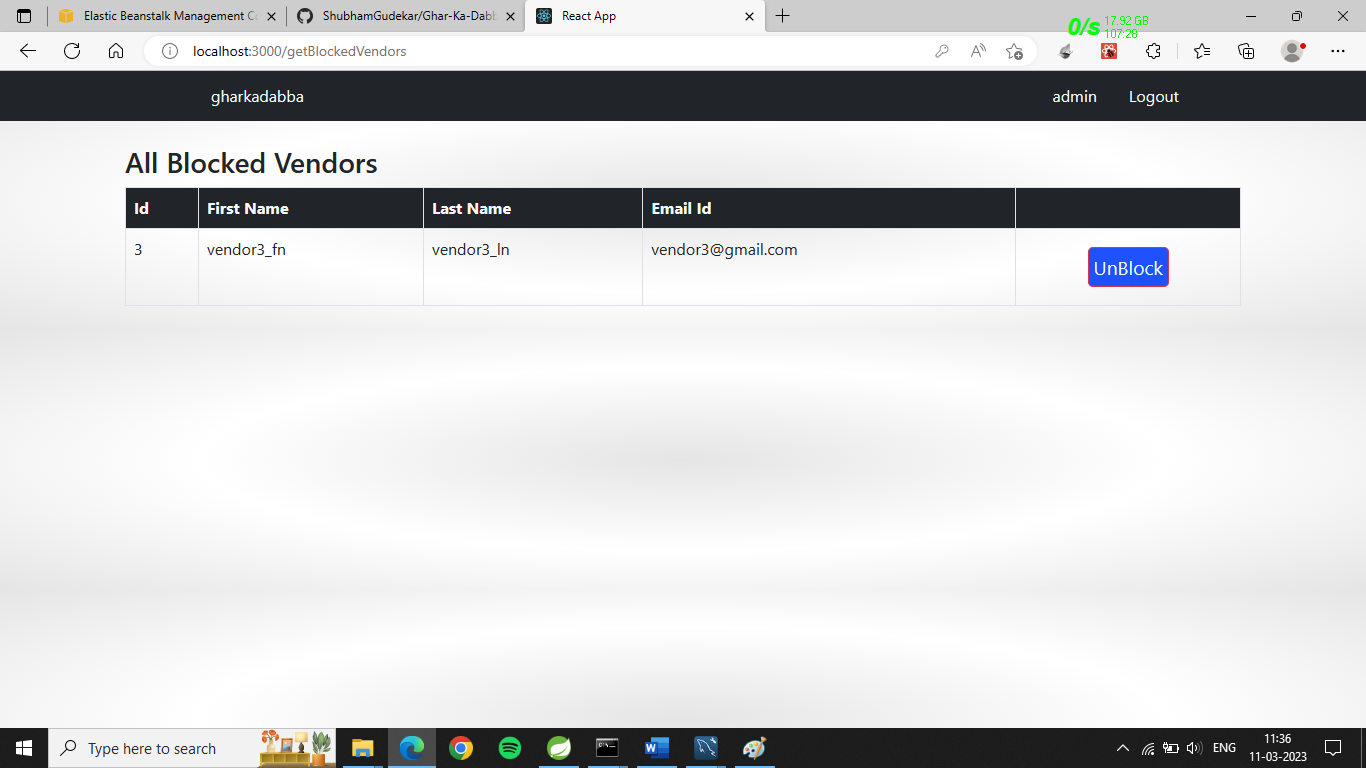 Elastic Beanstalk Management Co
ShubhamGudekar/Ghar-Ka-Dabb
React App
0/s 17.92 GB
107:28
localhost:3000/getBlockedVendors
gharkadabba admin Logout
All Blocked Vendors
Id First Name Last Name Email Id
3 vendor3_fn vendor3_ln vendor3@gmail.com UnBlock
Type here to search
ENG
11:36
11-03-2023